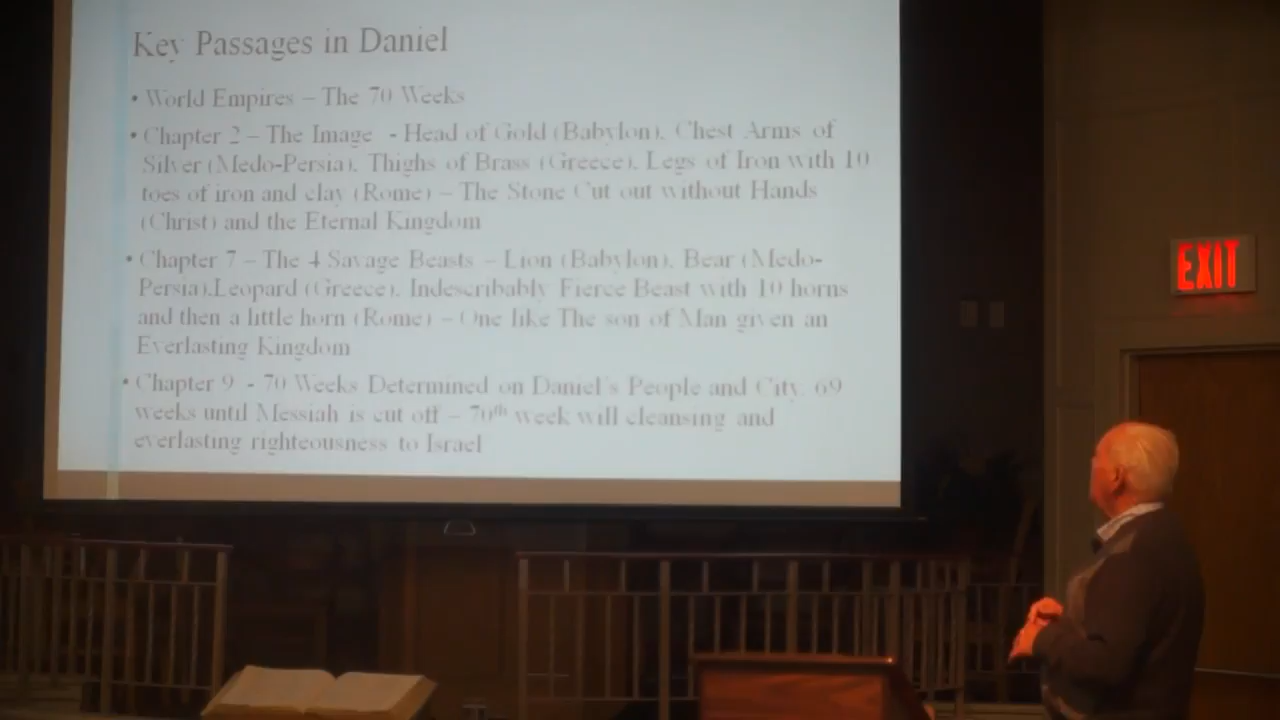 Key Passages in Daniel
• World Empires – The 70 Weeks
• Chapter 2 – The Image - Head of Gold (Babylon), Chest Arms of
Silver (Medo-Persia), Thighs of Brass (Greece), Legs of Iron with 10
toes of iron and clay (Rome) – The Stone Cut out without Hands
(Christ) and the Eternal Kingdom
• Chapter 7 – The 4 Savage Beasts – Lion (Babylon), Bear (Medo-
Persia),Leopard (Greece), Indescribably Fierce Beast with 10 horns
and then a little horn (Rome) – One like The son of Man given an
Everlasting Kingdom
• Chapter 9 - 70 Weeks Determined on Daniel's People and City: 69
weeks until Messiah is cut off – 70th week will cleansing and
everlasting righteousness to Israel
EXIT